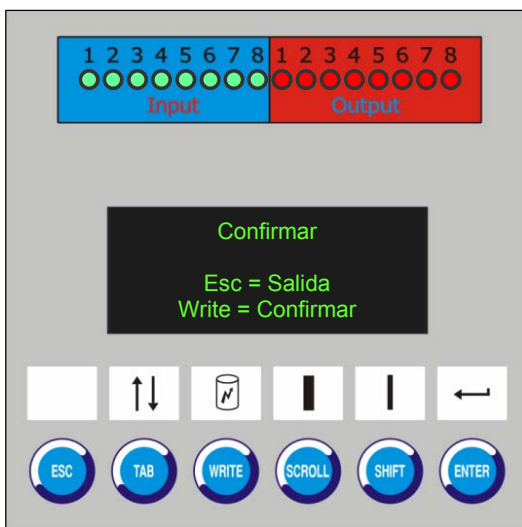 1 2 3 4 5 6 7 8 1 2 3 4 5 6 7 8
Input Output
Confirmar
Esc = Salida
Write = Confirmar
ESC TAB WRITE SCROLL SHIFT ENTER